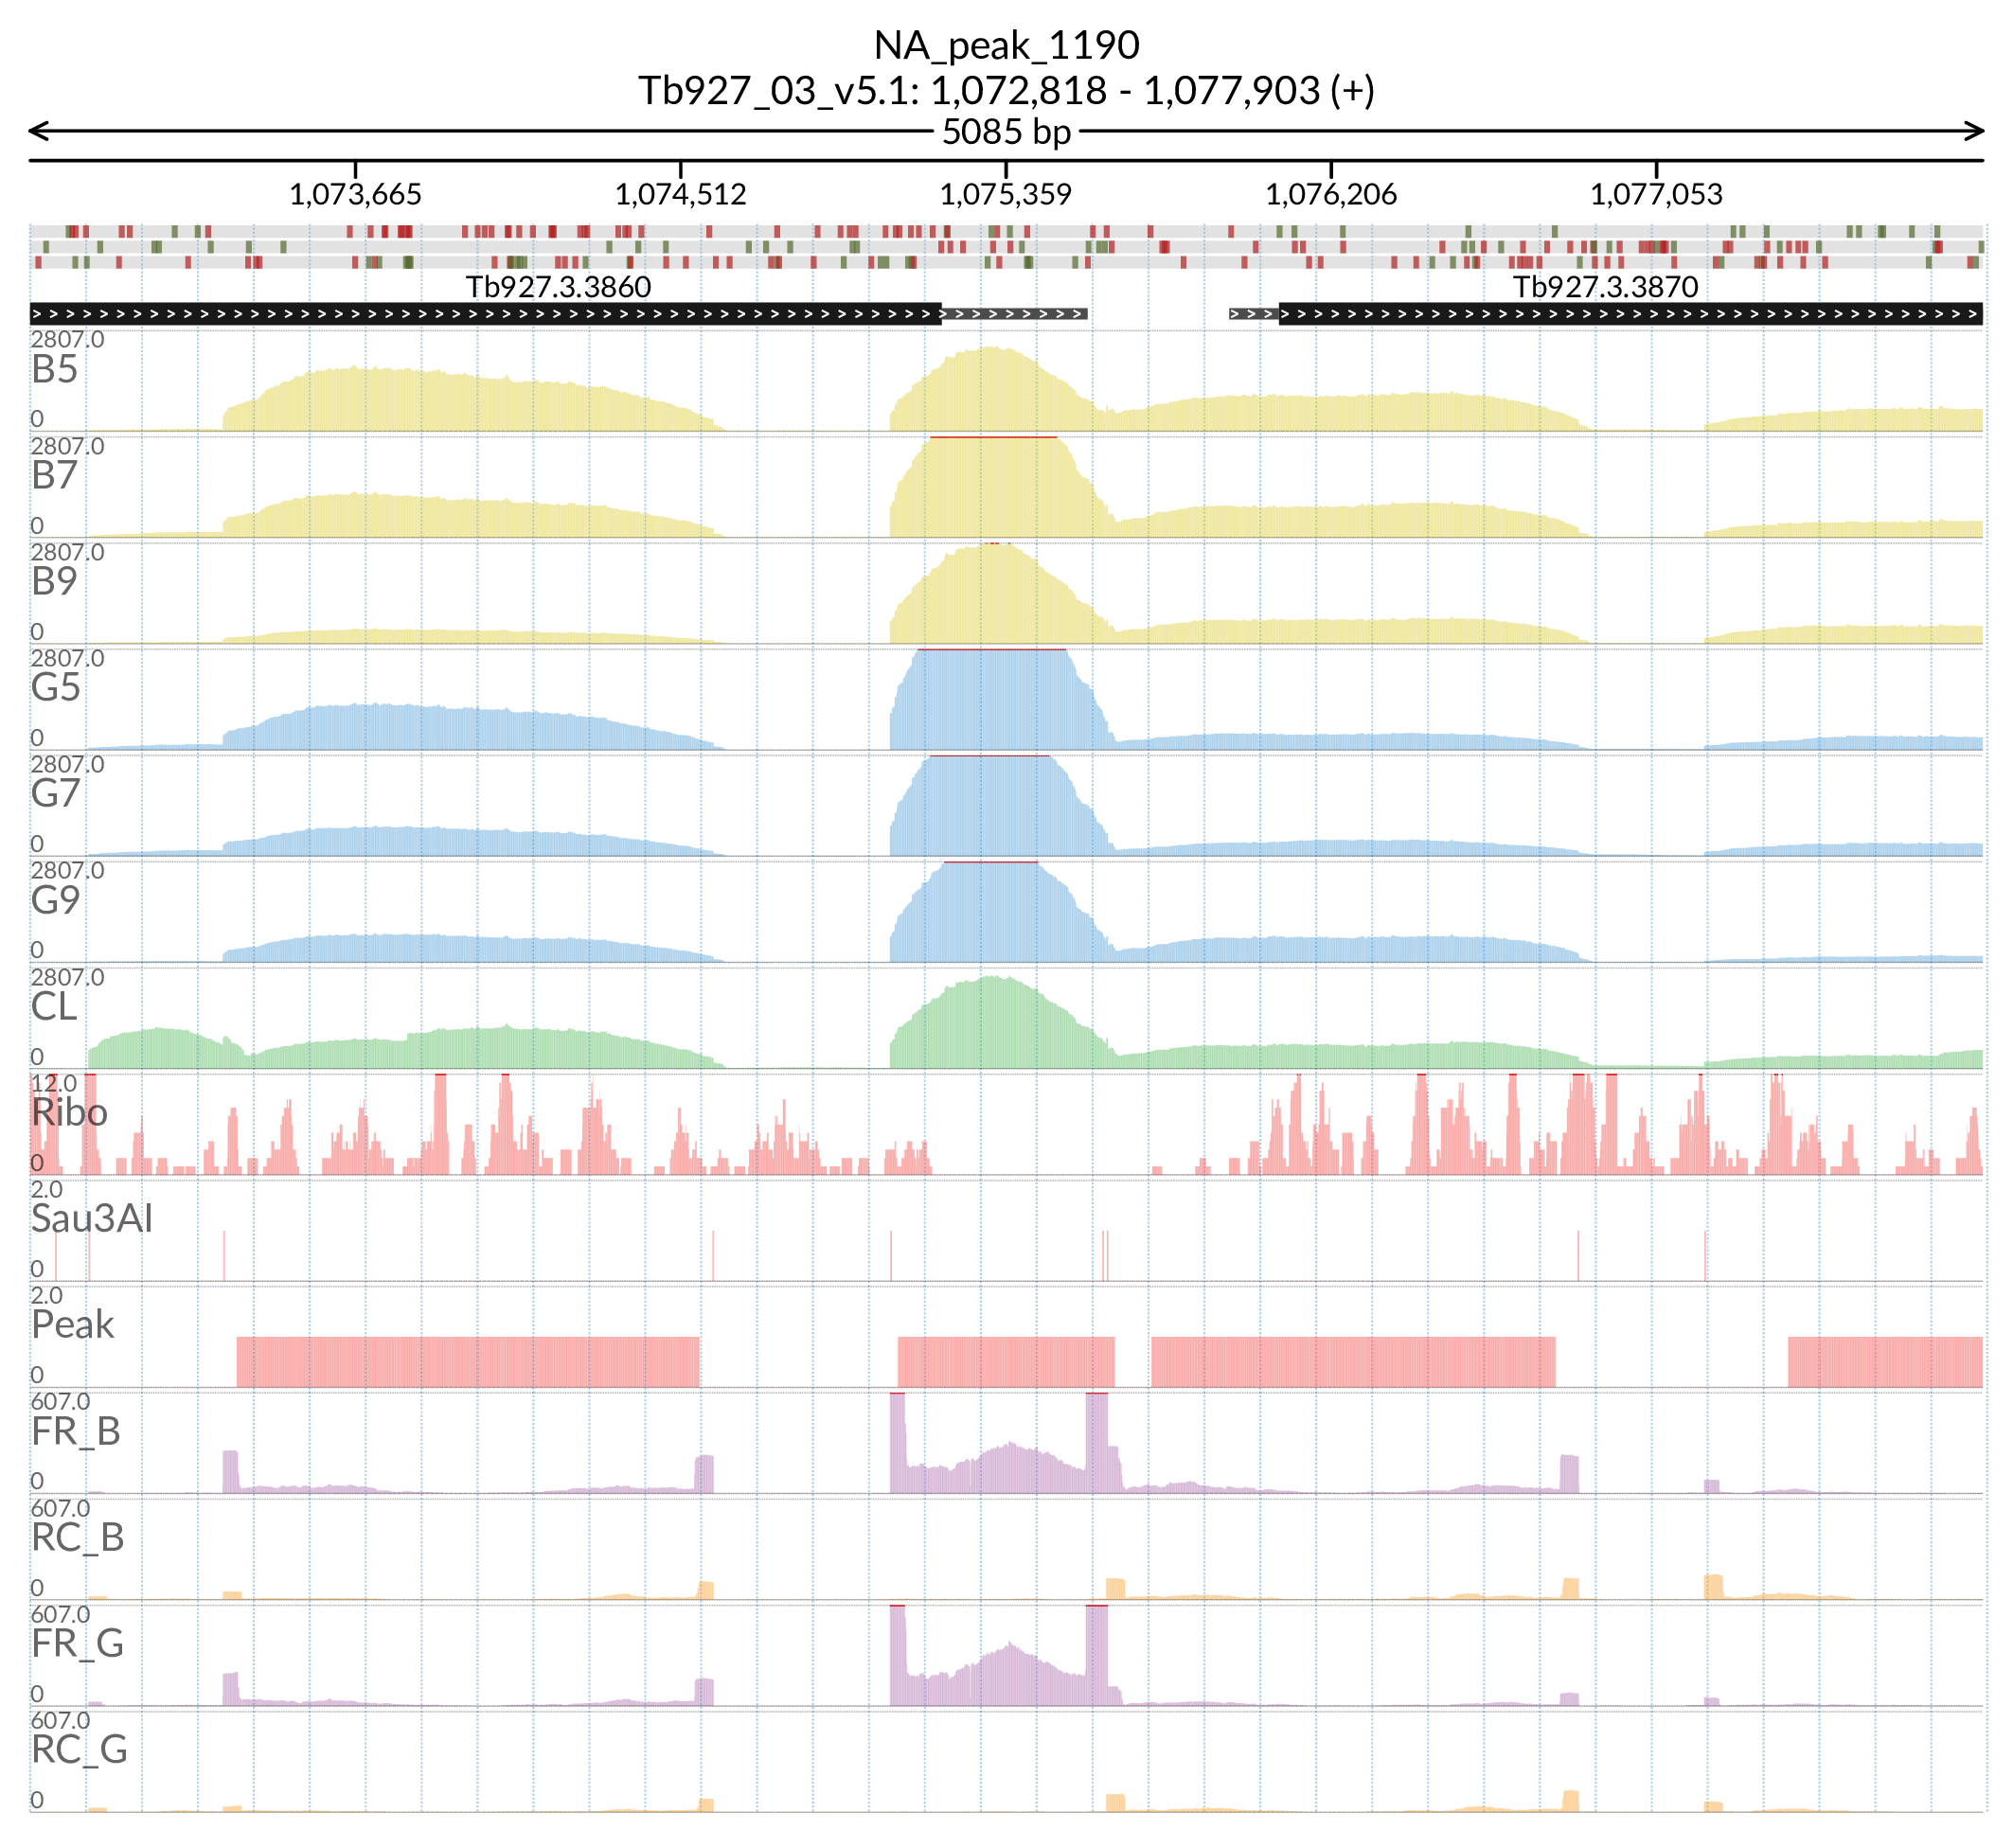 NA_peak_1190
Tb927_03_v5.1: 1,072,818 - 1,077,903 (+)
5085 bp
1,073,665 1,074,512 1,075,359 1,076,206 1,077,053
Tb927.3.3860 Tb927.3.3870
2807.0
B5
0
2807.0
B7
0
2807.0
B9
0
2807.0
G5
0
2807.0
G7
0
2807.0
G9
0
2807.0
CL
0
12.0
Ribo
0
2.0
Sau3AI
0
2.0
Peak
0
607.0
FR_B
0
607.0
RC_B
0
607.0
FR_G
0
607.0
RC_G
0